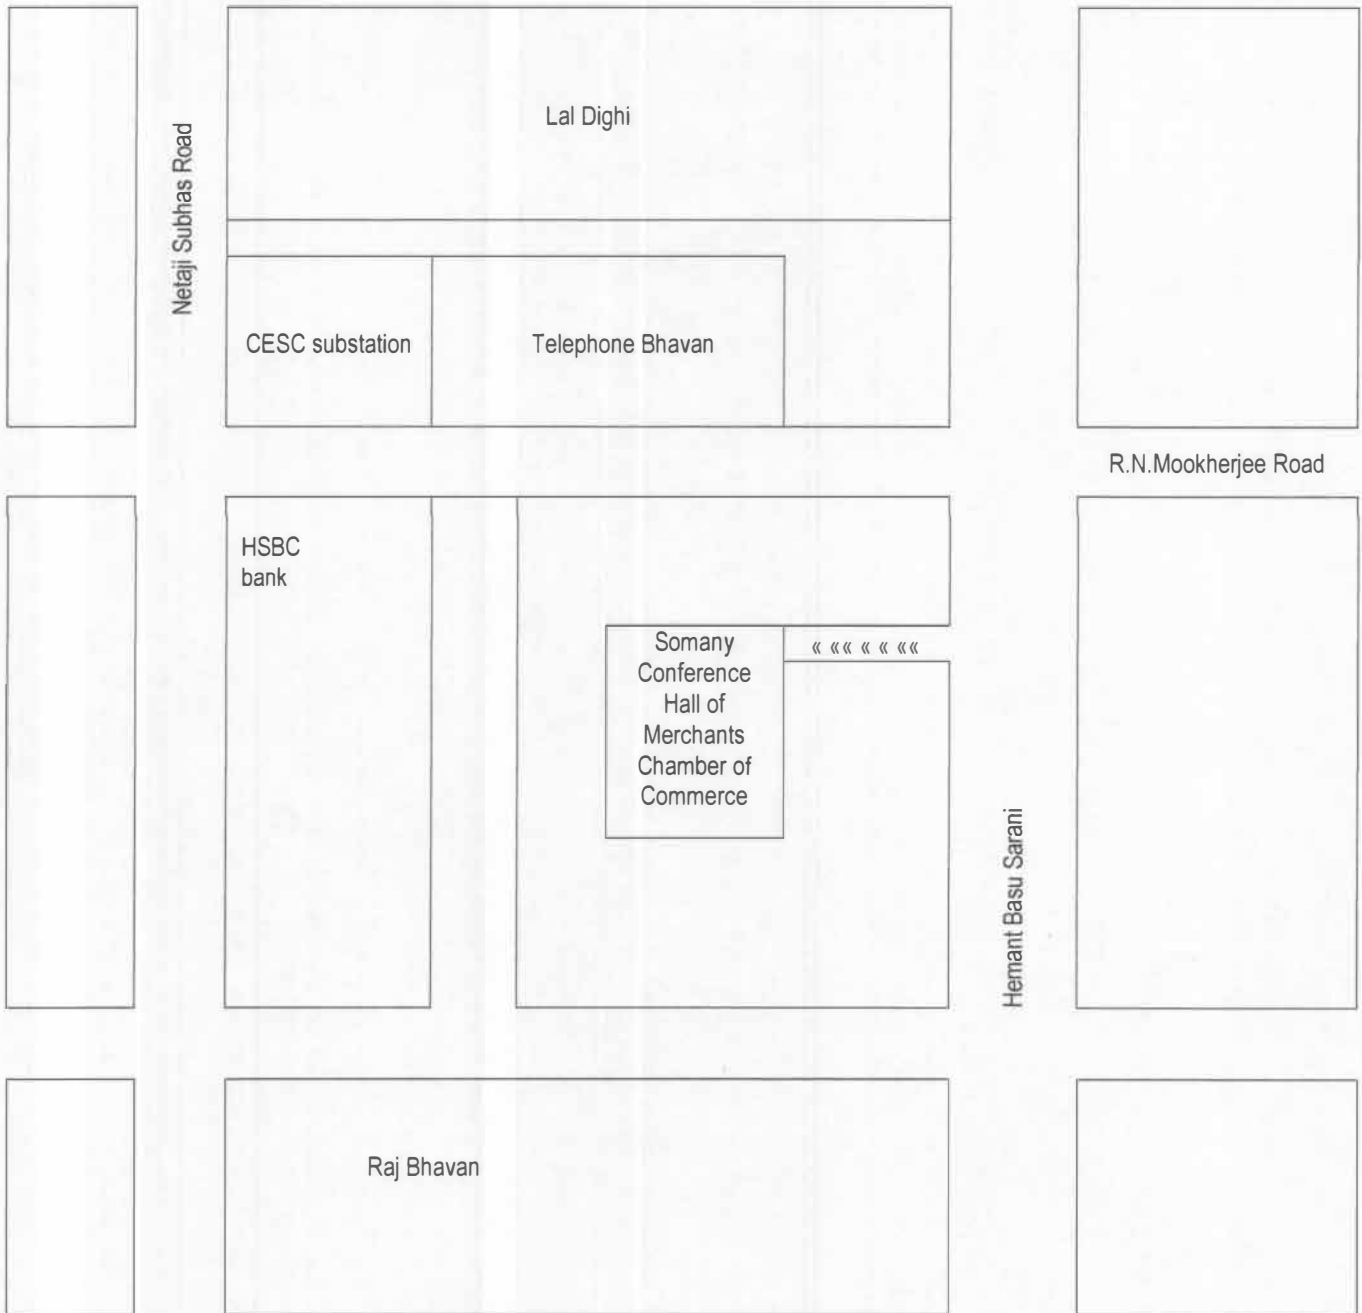 Lal Dighi
Netaji Subhas Road
CESC substation
Telephone Bhavan
R.N.Mookherjee Road
HSBC
bank
Somany
Conference
Hall of
Merchants
Chamber of
Commerce
« «« « « ««
Hemant Basu Sarani
Raj Bhavan